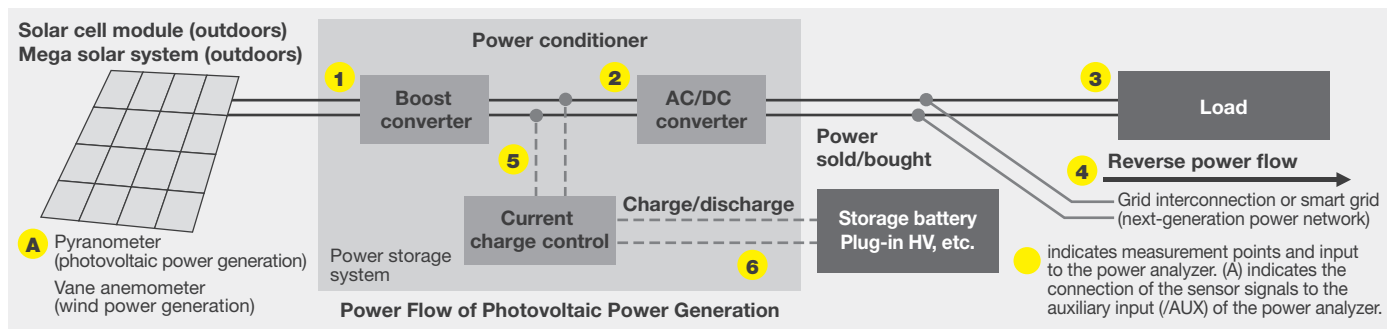 Solar cell module (outdoors)
Mega solar system (outdoors)
Power conditioner
1
Boost
converter
2
AC/DC
converter
3
Load
5
Power
sold/bought
4
Reverse power flow
Grid interconnection or smart grid
(next-generation power network)
Current
charge control
Charge/discharge
6
Storage battery
Plug-in HV, etc.
Power storage
system
A
Pyranometer
(photovoltaic power generation)
Vane anemometer
(wind power generation)
indicates measurement points and input
to the power analyzer. (A) indicates the
connection of the sensor signals to the
auxiliary input (/AUX) of the power analyzer.
Power Flow of Photovoltaic Power Generation